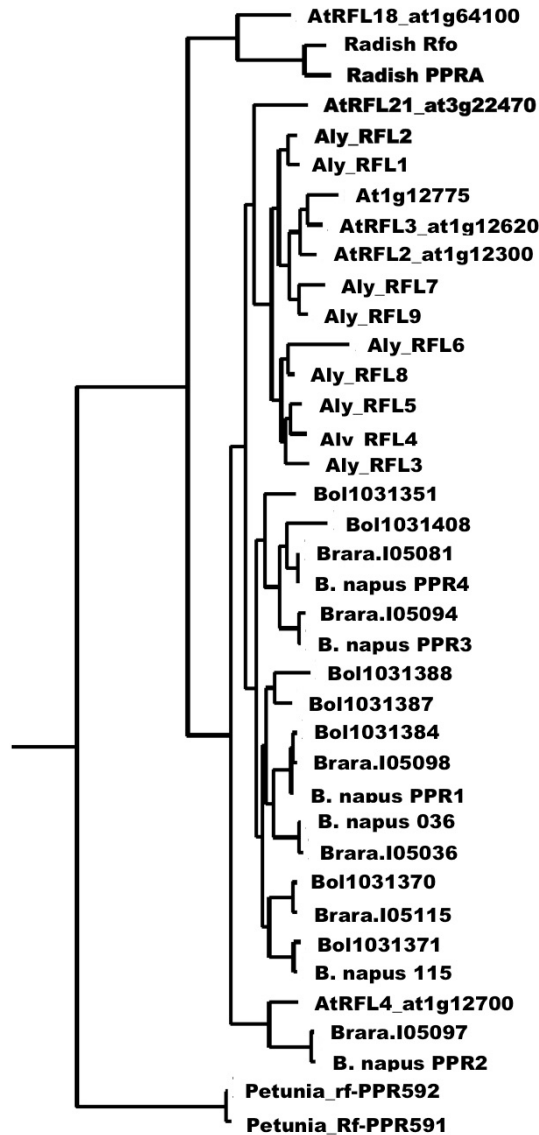 AtRFL18_at1g64100
Radish Rfo
Radish PPRA
AtRFL21_at3g22470
Aly_RFL2
Aly_RFL1
At1g12775
AtRFL3_at1g12620
AtRFL2_at1g12300
Aly_RFL7
Aly_RFL9
Aly_RFL6
Aly_RFL8
Aly_RFL5
Aly_RFL4
Aly_RFL3
Bol1031351
Bol1031408
Brara.I05081
B. napus PPR4
Brara.I05094
B. napus PPR3
Bol1031388
Bol1031387
Bol1031384
Brara.I05098
B. napus PPR1
B. napus 036
Brara.I05036
Bol1031370
Brara.I05115
Bol1031371
B. napus 115
AtRFL4_at1g12700
Brara.I05097
B. napus PPR2
Petunia_rf-PPR592
Petunia_Rf-PPR591